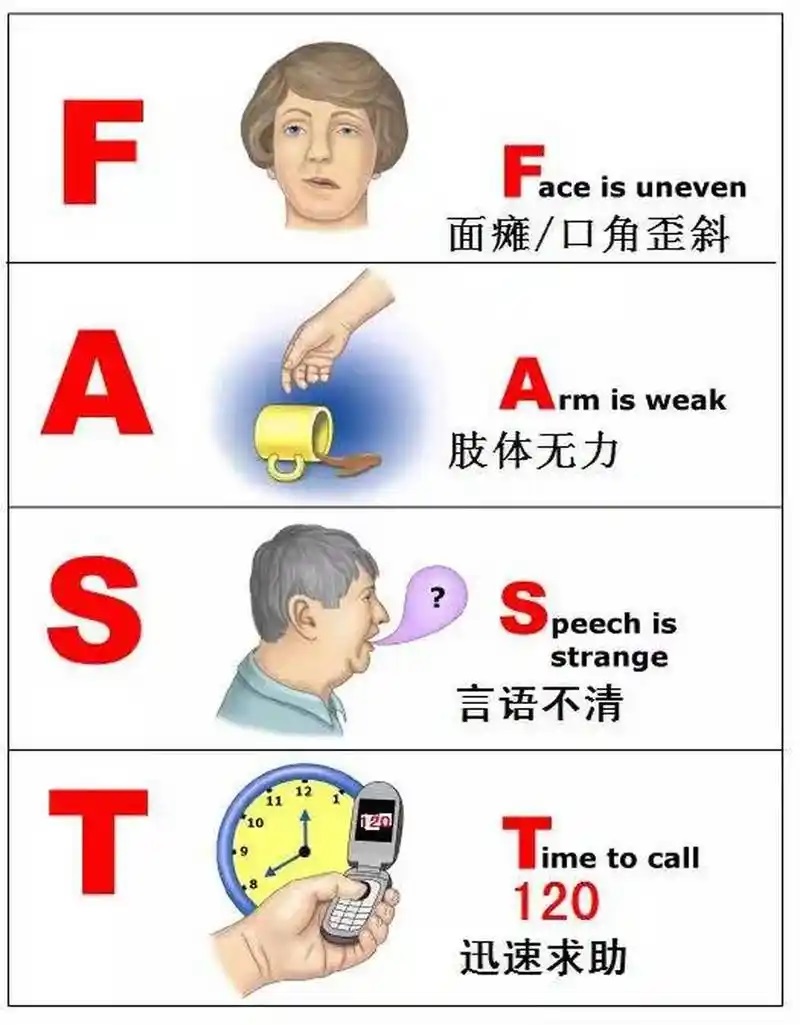 F
Face is uneven
面瘫/口角歪斜
A
Arm is weak
肢体无力
S
?
Speech is
strange
言语不清
T
12
11
1
10
9
8
120
Time to call
120
迅速求助